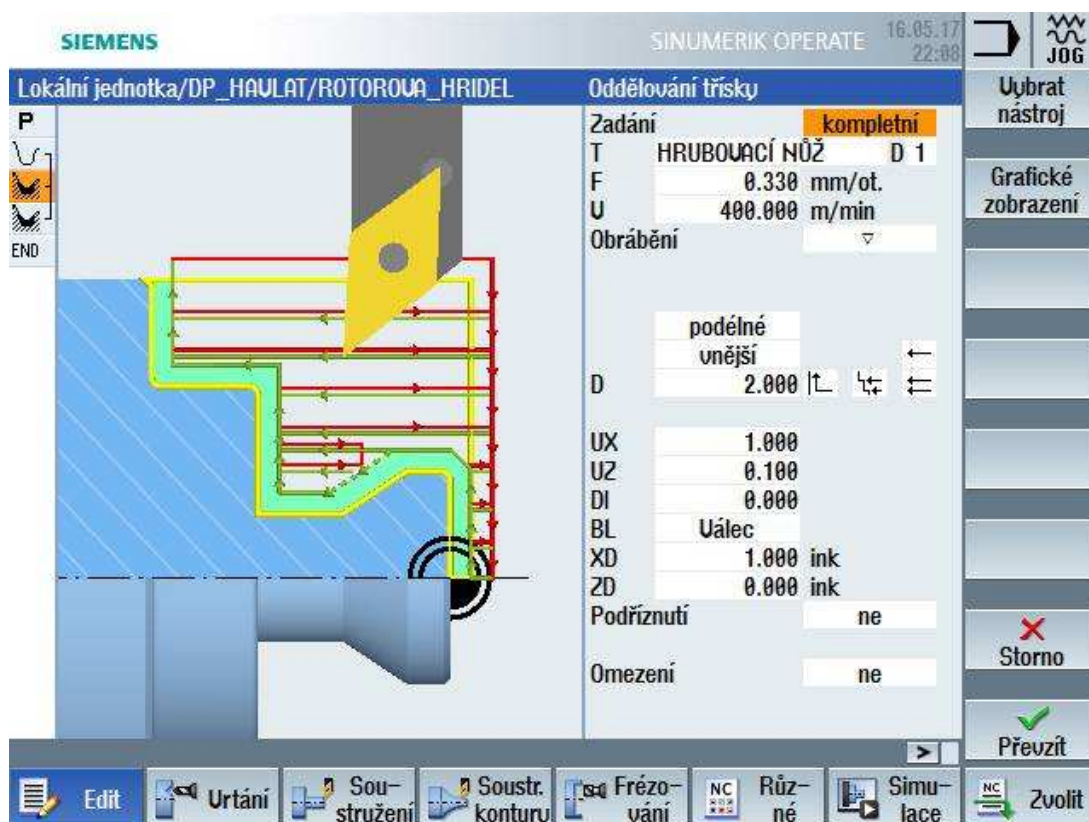 SIEMENS
SINUMERIK OPERATE
16.05.17
22:08
JOG
Lokální jednotka/DP_HAVLAT/ROTOROVA_HRIDEL
Oddělování třísky
P
END
Zadání kompletní
T HRUBOVACÍ NŮŽ D 1
F 0.330 mm/ot.
V 400.000 m/min
Obrábění ▽
podélné
vnější
D 2.000
UX 1.000
UZ 0.100
DI 0.000
BL Válec
XD 1.000 ink
ZD 0.000 ink
Podříznutí ne
Omezení ne
Vybrat
nástroj
Grafické
zobrazení
Storno
Převzít
>
Edit
Vrtání
Sou-
stružení
Soustr.
konturu
Frézo-
vání
NC
Růz-
né
Simu-
lace
NC
Zvolit